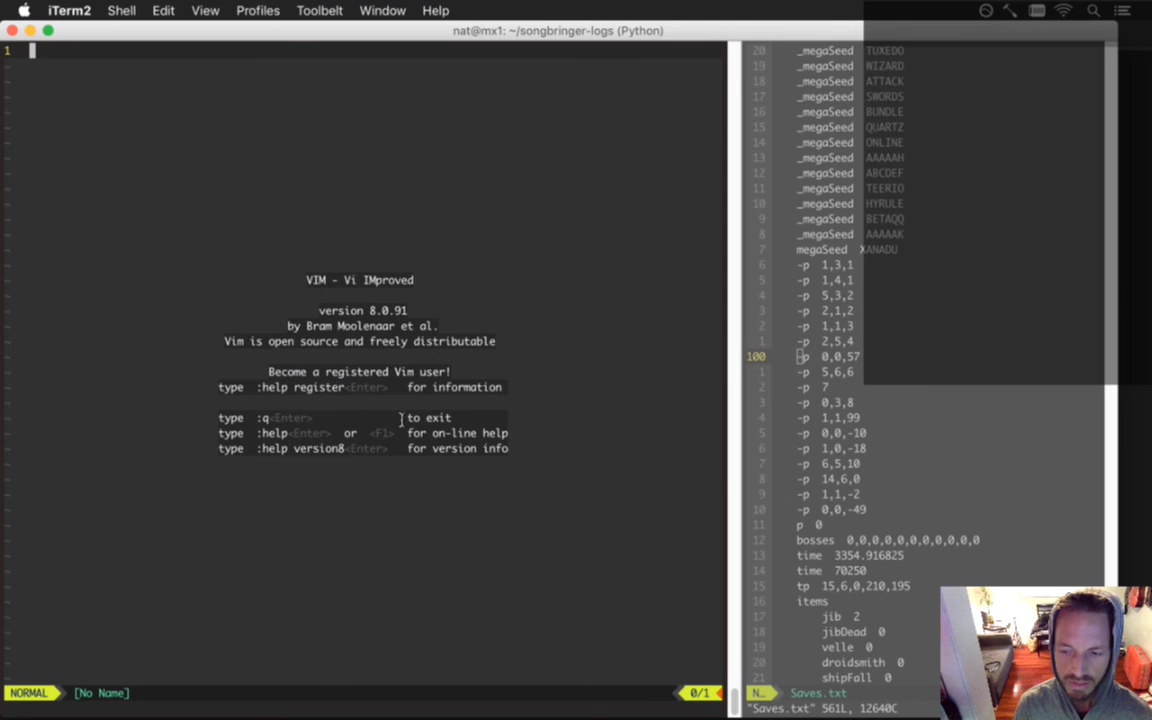 iTerm2 Shell Edit View Profiles Toolbelt Window Help
nat@mx1: ~/songbringer-logs (Python)
1
VIM - Vi IMproved
version 8.0.91
by Bram Moolenaar et al.
Vim is open source and freely distributable
Become a registered Vim user!
type :help register<Enter> for information
type :q<Enter> to exit
type :help<Enter> or <F1> for on-line help
type :help version8<Enter> for version info
NORMAL [No Name] 0/1
20 _megaSeed TUXEDO
19 _megaSeed WIZARD
18 _megaSeed ATTACK
17 _megaSeed SWORDS
16 _megaSeed BUNDLE
15 _megaSeed QUARTZ
14 _megaSeed ONLINE
13 _megaSeed AAAAAH
12 _megaSeed ABCDEF
11 _megaSeed TEERIO
10 _megaSeed HYRULE
9 _megaSeed BETAQQ
8 _megaSeed AAAAAK
7 megaSeed XANADU
6 -p 1,3,1
5 -p 1,4,1
4 -p 5,3,2
3 -p 2,1,2
2 -p 1,1,3
1 -p 2,5,4
100 -p 0,0,57
1 -p 5,6,6
2 -p 7
3 -p 0,3,8
4 -p 1,1,99
5 -p 0,0,-10
6 -p 1,0,-18
7 -p 6,5,10
8 -p 14,6,0
9 -p 1,1,-2
10 -p 0,0,-49
11 p 0
12 bosses 0,0,0,0,0,0,0,0,0,0,0
13 time 3354.916825
14 time 70250
15 tp 15,6,0,210,195
16 items
17 jib 2
18 jibDead 0
19 velle 0
20 droidsmith 0
21 shipFall 0
N… Saves.txt
"Saves.txt" 561L, 12640C